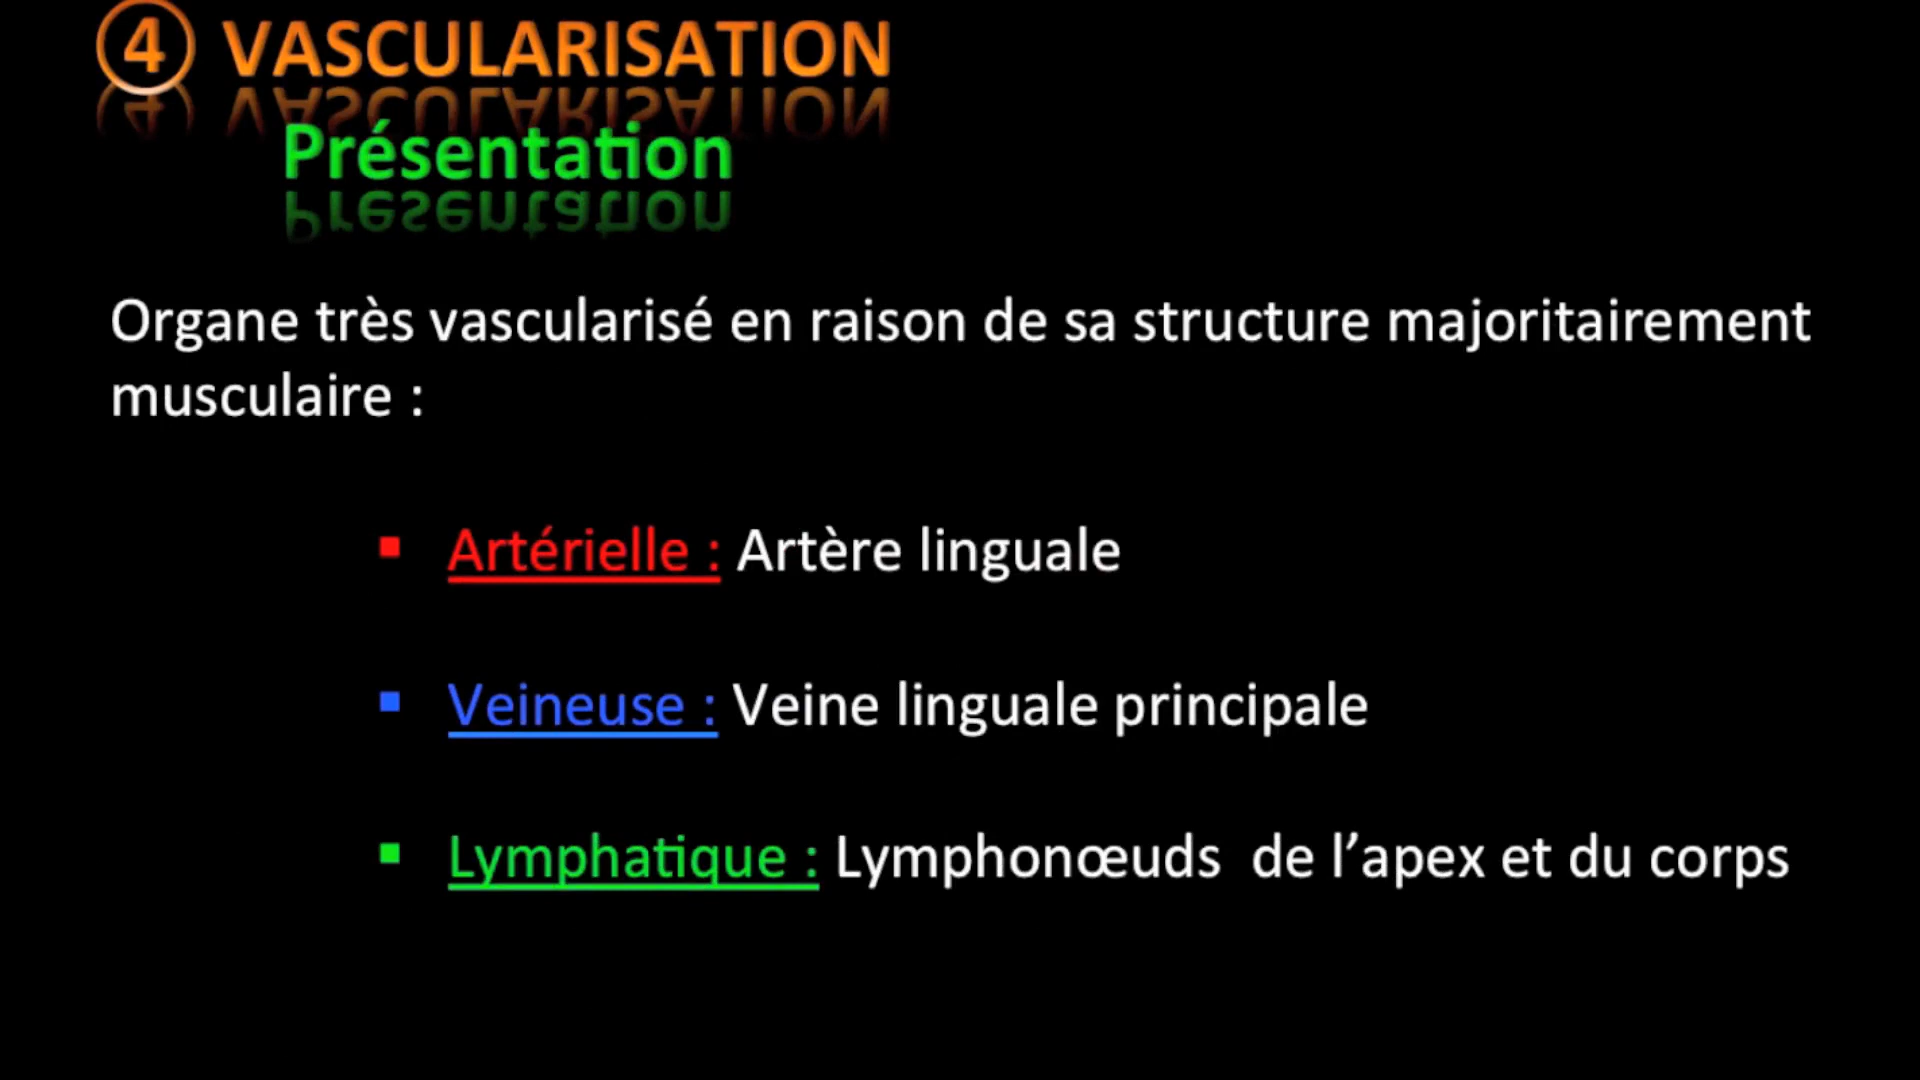 ④ VASCULARISATION
Présentation
Organe très vascularisé en raison de sa structure majoritairement
musculaire :
▪ Artérielle : Artère linguale
▪ Veineuse : Veine linguale principale
▪ Lymphatique : Lymphonœuds  de l’apex et du corps